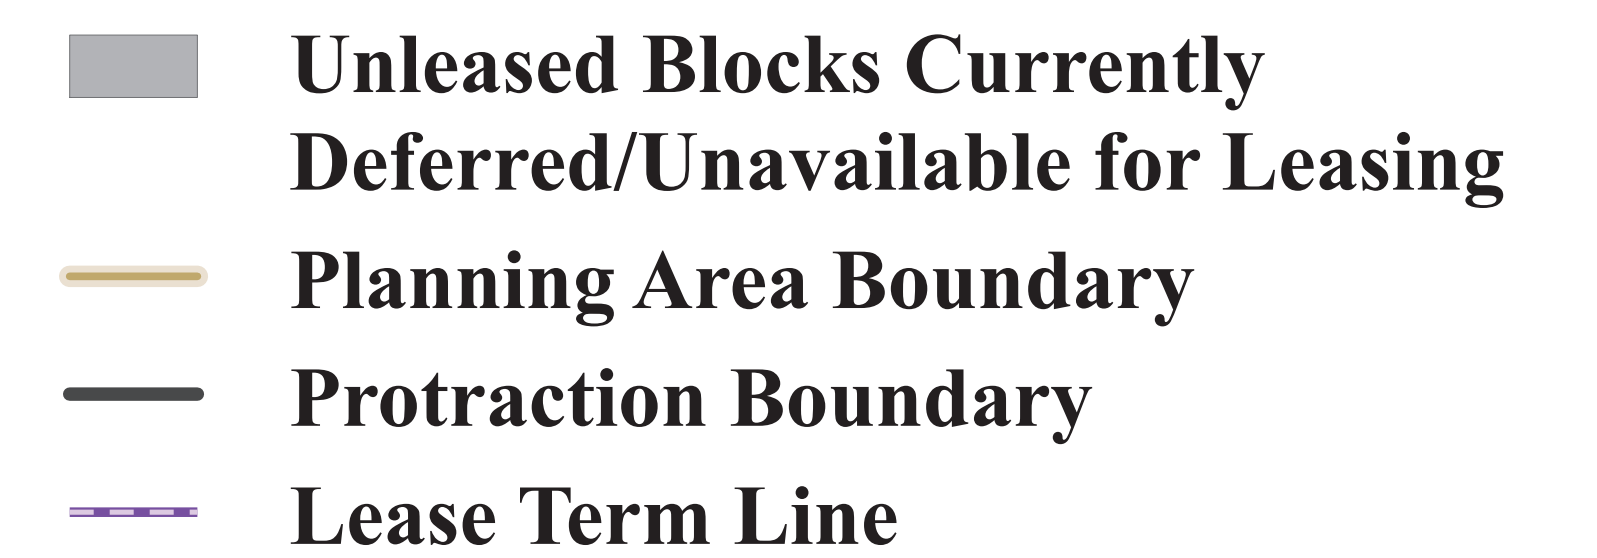 Unleased Blocks Currently
Deferred/Unavailable for Leasing
Planning Area Boundary
Protraction Boundary
Lease Term Line